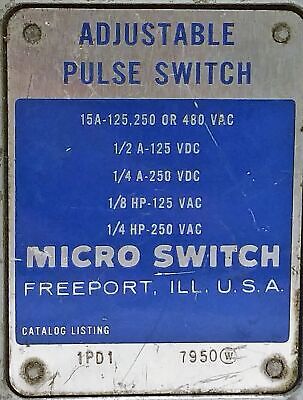 ADJUSTABLE
PULSE SWITCH
15A-125,250 OR 480 VAC
1/2 A-125 VDC
1/4 A-250 VDC
1/8 HP-125 VAC
1/4 HP-250 VAC
MICRO SWITCH
FREEPORT, ILL. U.S.A.
CATALOG LISTING
1PD1 7950 W